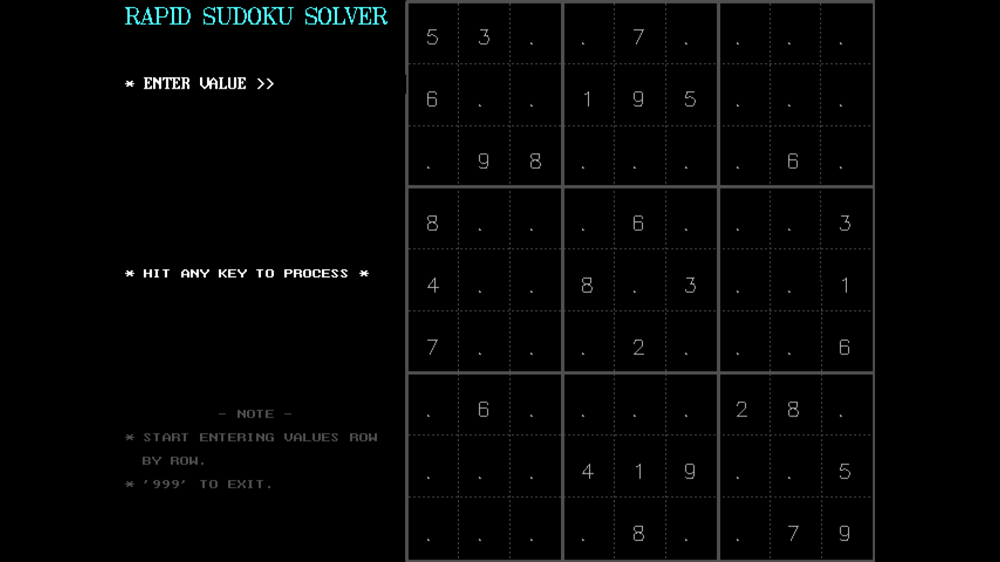 RAPID SUDOKU SOLVER
* ENTER VALUE >>
* HIT ANY KEY TO PROCESS *
- NOTE -
* START ENTERING VALUES ROW
BY ROW.
* '999' TO EXIT.
5 3 . . 7 . . . .
6 . . 1 9 5 . . .
. 9 8 . . . . 6 .
8 . . . 6 . . . 3
4 . . 8 . 3 . . 1
7 . . . 2 . . . 6
. 6 . . . . 2 8 .
. . . 4 1 9 . . 5
. . . . 8 . . 7 9